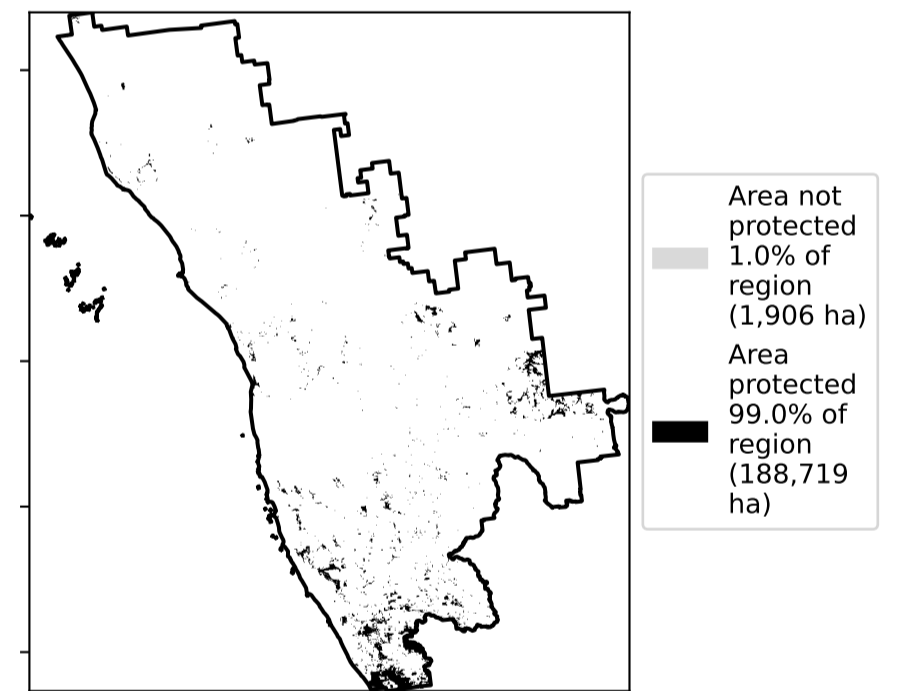 Area not
protected
1.0% of
region
(1,906 ha)
Area
protected
99.0% of
region
(188,719
ha)